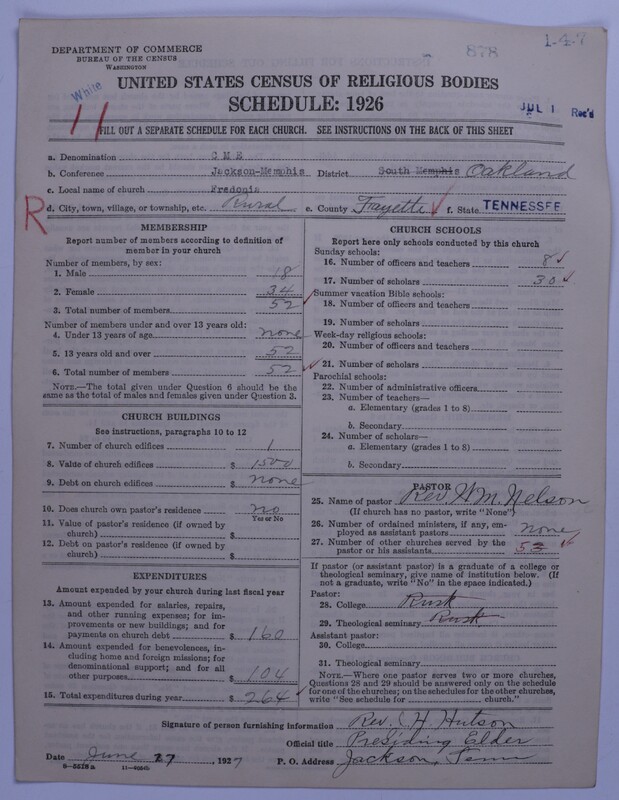 1-4-7
878
DEPARTMENT OF COMMERCE
BUREAU OF THE CENSUS
WASHINGTON
White
UNITED STATES CENSUS OF RELIGIOUS BODIES
SCHEDULE: 1926
JUL 1 Rec'd
11
FILL OUT A SEPARATE SCHEDULE FOR EACH CHURCH. SEE INSTRUCTIONS ON THE BACK OF THIS SHEET
a. Denomination C M E
b. Conference Jackson-Memphis District South Memphis Oakland
c. Local name of church Fredonia
R d. City, town, village, or township, etc. Rural e. County Fayette f. State TENNESSEE
MEMBERSHIP
Report number of members according to definition of
member in your church
Number of members, by sex:
1. Male 18
2. Female 34
3. Total number of members 52
Number of members under and over 13 years old:
4. Under 13 years of age none
5. 13 years old and over 52
6. Total number of members 52
NOTE.—The total given under Question 6 should be
the same as the total of males and females given under Question 3.
CHURCH BUILDINGS
See instructions, paragraphs 10 to 12
7. Number of church edifices 1
8. Value of church edifices $ 1500
9. Debt on church edifices $ none
10. Does church own pastor's residence no
Yes or No
11. Value of pastor's residence (if owned by
church) $
12. Debt on pastor's residence (if owned by
church) $
EXPENDITURES
Amount expended by your church during last fiscal year
13. Amount expended for salaries, repairs,
and other running expenses; for im-
provements or new buildings; and for
payments on church debt $ 160
14. Amount expended for benevolences, in-
cluding home and foreign missions; for
denominational support; and for all
other purposes $ 104
15. Total expenditures during year $ 264
CHURCH SCHOOLS
Report here only schools conducted by this church
Sunday schools:
16. Number of officers and teachers 8
17. Number of scholars 30
Summer vacation Bible schools:
18. Number of officers and teachers
19. Number of scholars
Week-day religious schools:
20. Number of officers and teachers
21. Number of scholars
Parochial schools:
22. Number of administrative officers
23. Number of teachers—
a. Elementary (grades 1 to 8)
b. Secondary
24. Number of scholars—
a. Elementary (grades 1 to 8)
b. Secondary
PASTOR
25. Name of pastor Rev W.M. Nelson
(If church has no pastor, write "None")
26. Number of ordained ministers, if any, em-
ployed as assistant pastors none
27. Number of other churches served by the
pastor or his assistants
If pastor (or assistant pastor) is a graduate of a college or
theological seminary, give name of institution below. (If
not a graduate, write "No" in the space indicated.)
Pastor:
28. College Rusk
29. Theological seminary Rusk
Assistant pastor:
30. College
31. Theological seminary
NOTE.—Where one pastor serves two or more churches,
Questions 28 and 29 should be answered only on the schedule
for one of the churches; on the schedules for the other churches,
write "See schedule for church."
Signature of person furnishing information Rev. C H Hutson
Official title Presiding Elder
Date June 27, 1927 P. O. Address Jackson, Tenn